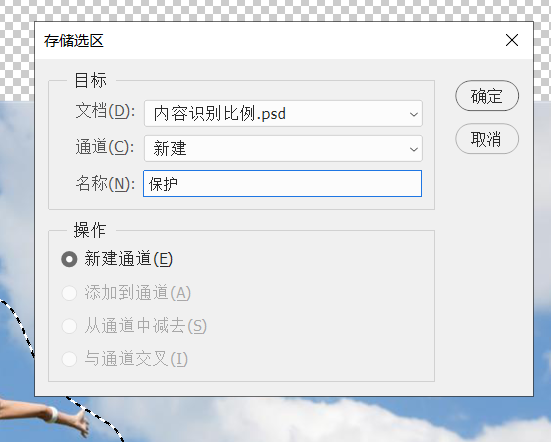 存储选区
目标
文档(D): 内容识别比例.psd
通道(C): 新建
名称(N): 保护
确定
取消
操作
新建通道(E)
添加到通道(A)
从通道中减去(S)
与通道交叉(I)